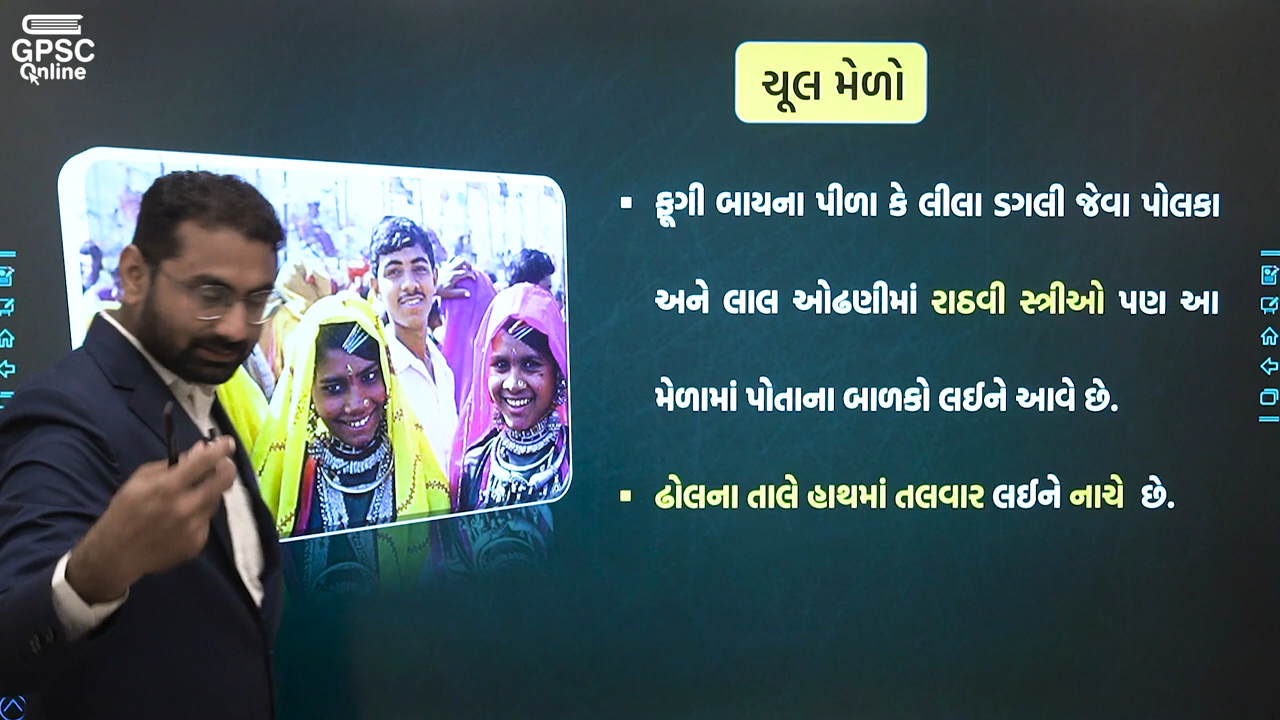 GPSC
Online
ચૂલ મેળો
ફૂગી બાયના પીળા કે લીલા ડગલી જેવા પોલકા
અને લાલ ઓઢણીમાં રાઠવી સ્ત્રીઓ પણ આ
મેળામાં પોતાના બાળકો લઈને આવે છે.
ઢોલના તાલે હાથમાં તલવાર લઈને નાચે છે.